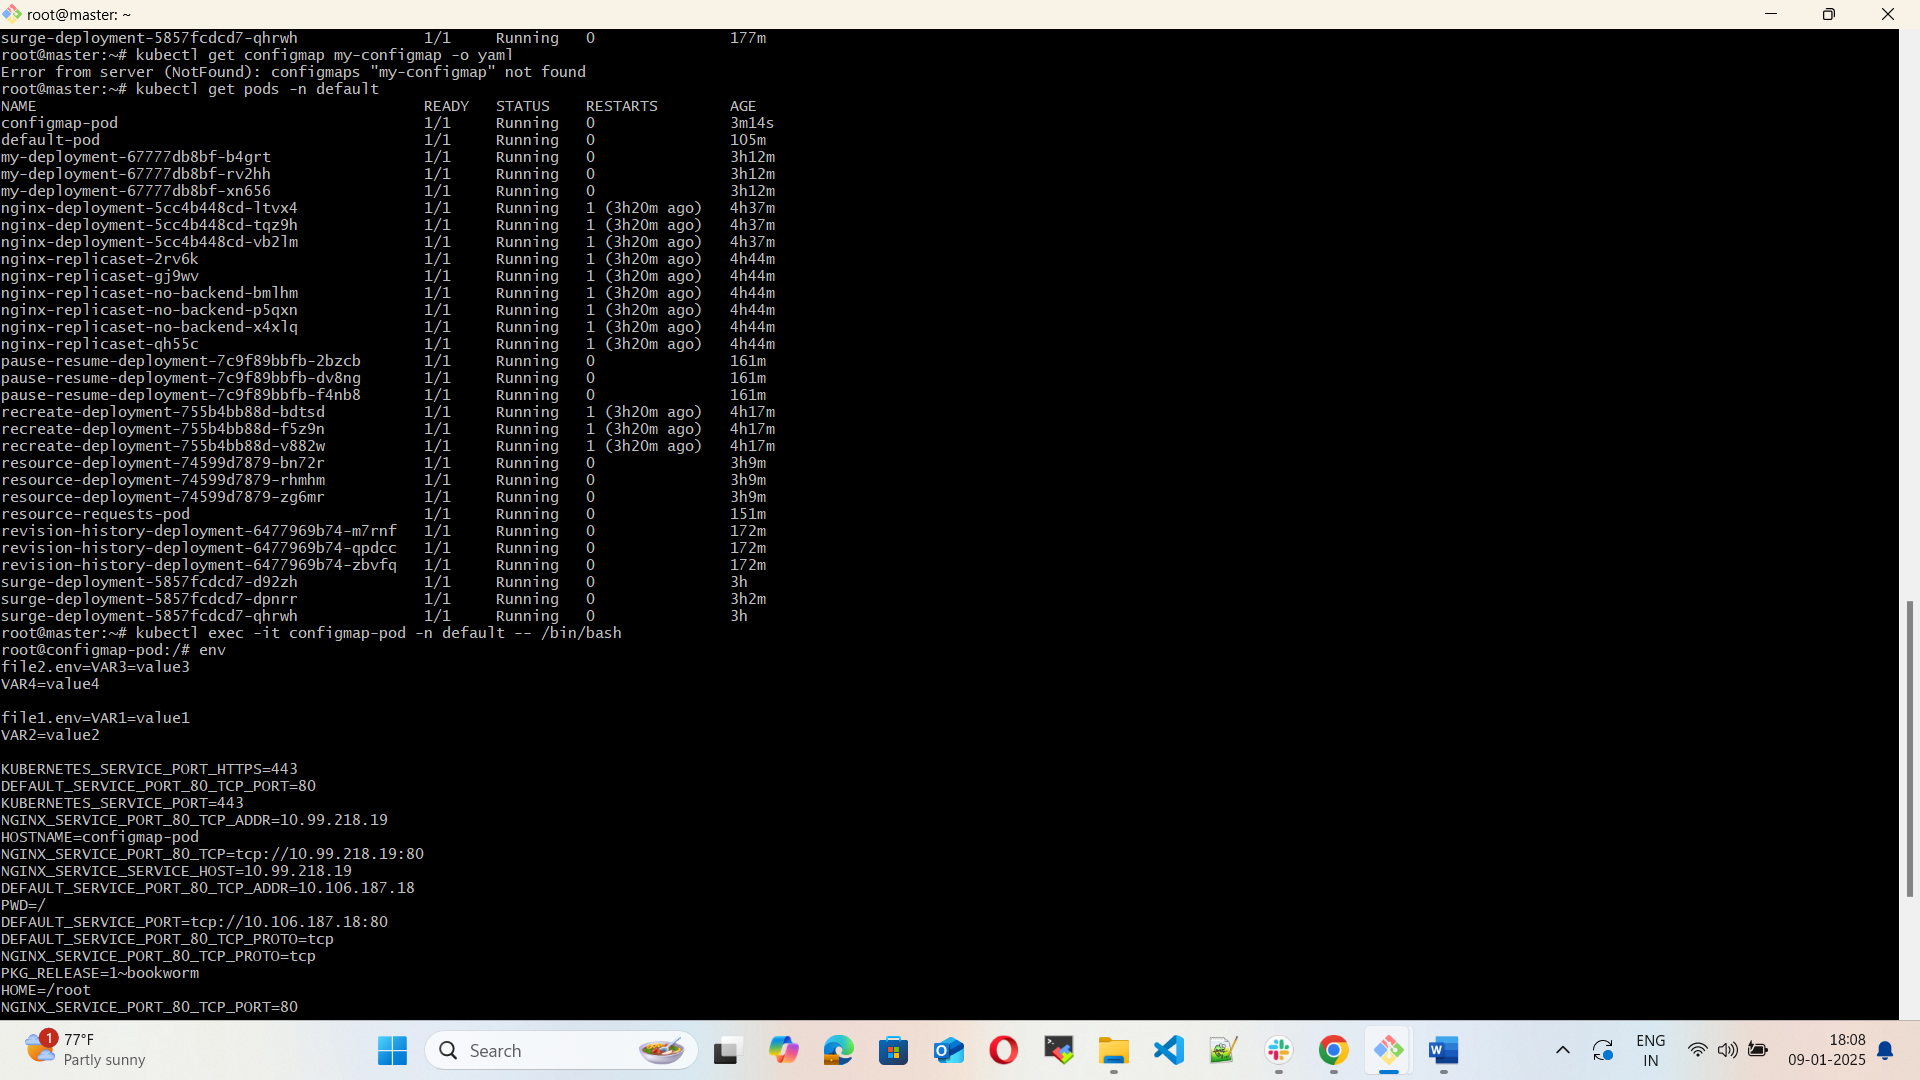 root@master: ~
surge-deployment-5857fcdcd7-qhrwh 1/1 Running 0 177m
root@master:~# kubectl get configmap my-configmap -o yaml
Error from server (NotFound): configmaps "my-configmap" not found
root@master:~# kubectl get pods -n default
NAME READY STATUS RESTARTS AGE
configmap-pod 1/1 Running 0 3m14s
default-pod 1/1 Running 0 105m
my-deployment-67777db8bf-b4grt 1/1 Running 0 3h12m
my-deployment-67777db8bf-rv2hh 1/1 Running 0 3h12m
my-deployment-67777db8bf-xn656 1/1 Running 0 3h12m
nginx-deployment-5cc4b448cd-ltvx4 1/1 Running 1 (3h20m ago) 4h37m
nginx-deployment-5cc4b448cd-tqz9h 1/1 Running 1 (3h20m ago) 4h37m
nginx-deployment-5cc4b448cd-vb2lm 1/1 Running 1 (3h20m ago) 4h37m
nginx-replicaset-2rv6k 1/1 Running 1 (3h20m ago) 4h44m
nginx-replicaset-gj9wv 1/1 Running 1 (3h20m ago) 4h44m
nginx-replicaset-no-backend-bmlhm 1/1 Running 1 (3h20m ago) 4h44m
nginx-replicaset-no-backend-p5qxn 1/1 Running 1 (3h20m ago) 4h44m
nginx-replicaset-no-backend-x4xlq 1/1 Running 1 (3h20m ago) 4h44m
nginx-replicaset-qh55c 1/1 Running 1 (3h20m ago) 4h44m
pause-resume-deployment-7c9f89bbfb-2bzcb 1/1 Running 0 161m
pause-resume-deployment-7c9f89bbfb-dv8ng 1/1 Running 0 161m
pause-resume-deployment-7c9f89bbfb-f4nb8 1/1 Running 0 161m
recreate-deployment-755b4bb88d-bdtsd 1/1 Running 1 (3h20m ago) 4h17m
recreate-deployment-755b4bb88d-f5z9n 1/1 Running 1 (3h20m ago) 4h17m
recreate-deployment-755b4bb88d-v882w 1/1 Running 1 (3h20m ago) 4h17m
resource-deployment-74599d7879-bn72r 1/1 Running 0 3h9m
resource-deployment-74599d7879-rhmhm 1/1 Running 0 3h9m
resource-deployment-74599d7879-zg6mr 1/1 Running 0 3h9m
resource-requests-pod 1/1 Running 0 151m
revision-history-deployment-6477969b74-m7rnf 1/1 Running 0 172m
revision-history-deployment-6477969b74-qpdcc 1/1 Running 0 172m
revision-history-deployment-6477969b74-zbvfq 1/1 Running 0 172m
surge-deployment-5857fcdcd7-d92zh 1/1 Running 0 3h
surge-deployment-5857fcdcd7-dpnrr 1/1 Running 0 3h2m
surge-deployment-5857fcdcd7-qhrwh 1/1 Running 0 3h
root@master:~# kubectl exec -it configmap-pod -n default -- /bin/bash
root@configmap-pod:/# env
file2.env=VAR3=value3
VAR4=value4
file1.env=VAR1=value1
VAR2=value2
KUBERNETES_SERVICE_PORT_HTTPS=443
DEFAULT_SERVICE_PORT_80_TCP_PORT=80
KUBERNETES_SERVICE_PORT=443
NGINX_SERVICE_PORT_80_TCP_ADDR=10.99.218.19
HOSTNAME=configmap-pod
NGINX_SERVICE_PORT_80_TCP=tcp://10.99.218.19:80
NGINX_SERVICE_SERVICE_HOST=10.99.218.19
DEFAULT_SERVICE_PORT_80_TCP_ADDR=10.106.187.18
PWD=/
DEFAULT_SERVICE_PORT=tcp://10.106.187.18:80
DEFAULT_SERVICE_PORT_80_TCP_PROTO=tcp
NGINX_SERVICE_PORT_80_TCP_PROTO=tcp
PKG_RELEASE=1~bookworm
HOME=/root
NGINX_SERVICE_PORT_80_TCP_PORT=80
1
77°F
Partly sunny
Search
ENG
IN
18:08
09-01-2025